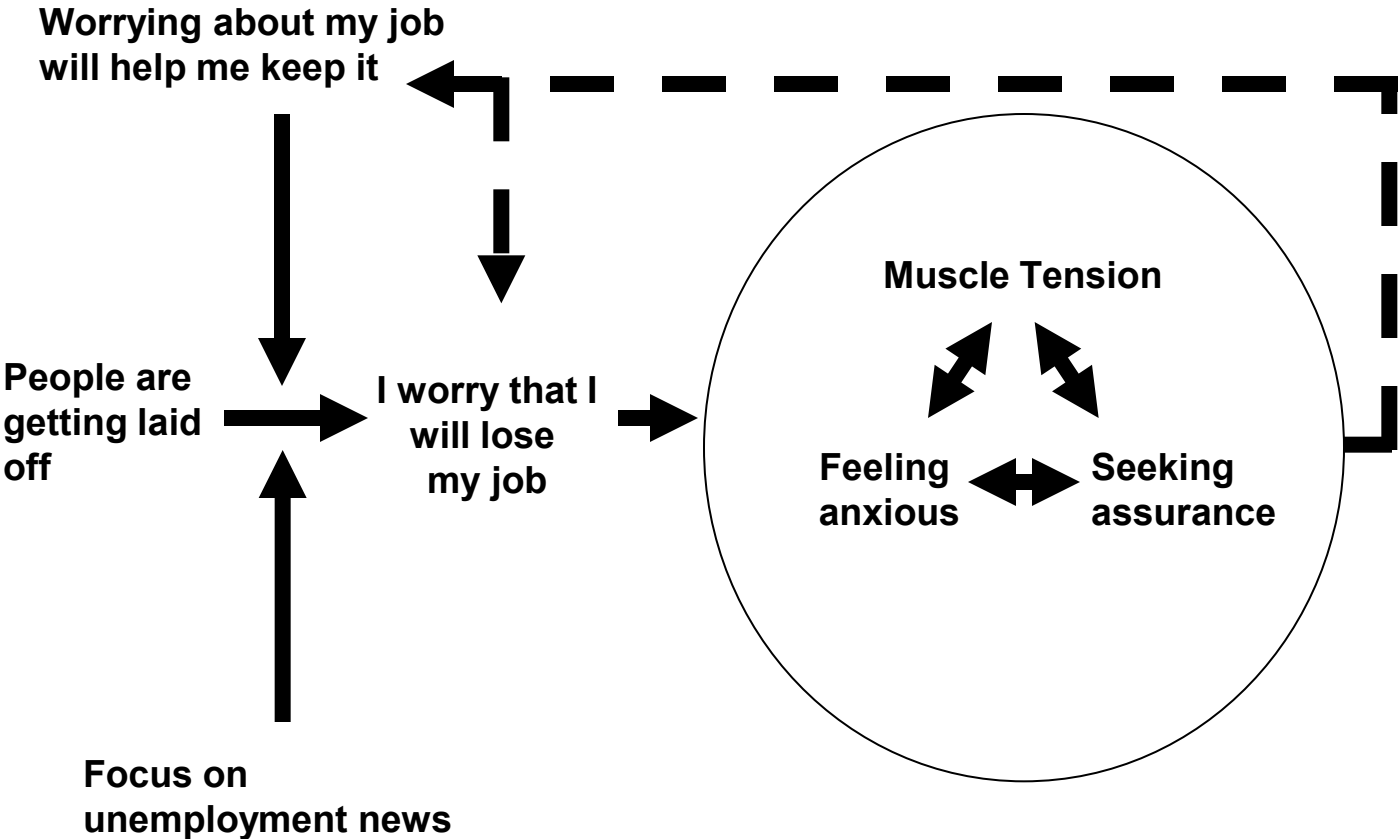 Worrying about my job
will help me keep it
Muscle Tension
People are
getting laid
off
I worry that I
will lose
my job
Feeling
anxious
Seeking
assurance
Focus on
unemployment news